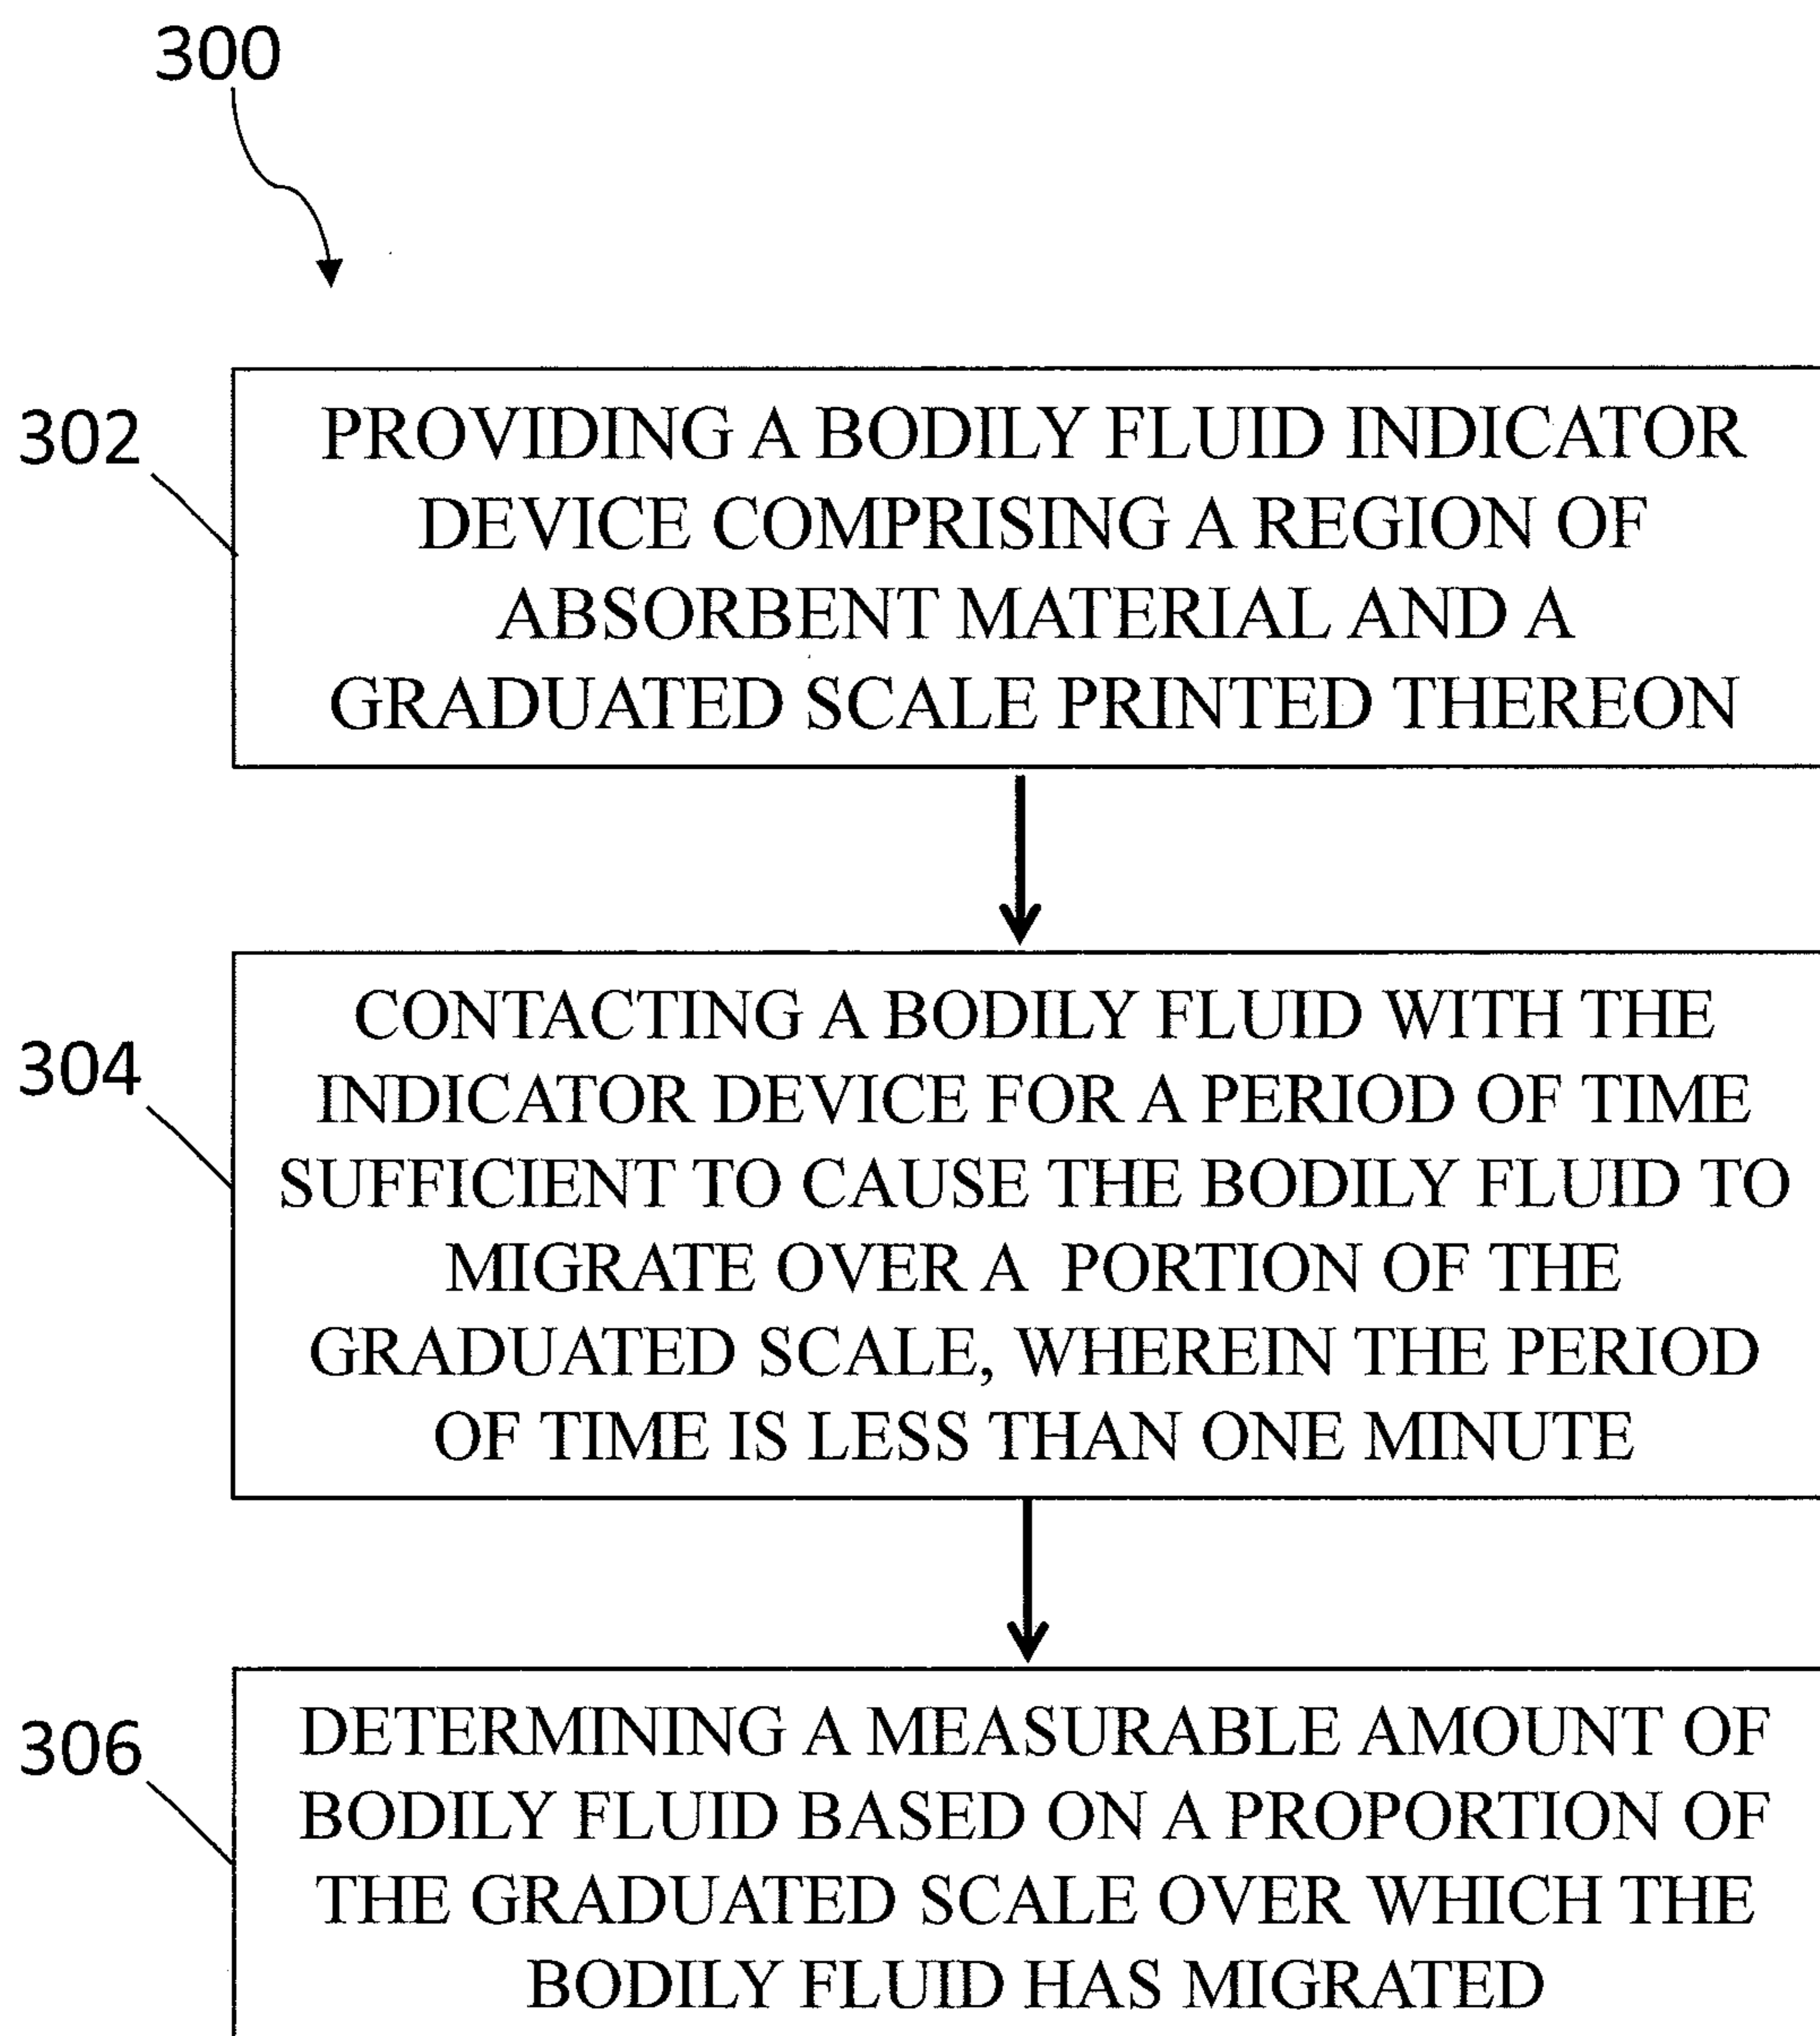 300
302
PROVIDING A BODILY FLUID INDICATOR
DEVICE COMPRISING A REGION OF
ABSORBENT MATERIAL AND A
GRADUATED SCALE PRINTED THEREON
304
CONTACTING A BODILY FLUID WITH THE
INDICATOR DEVICE FOR A PERIOD OF TIME
SUFFICIENT TO CAUSE THE BODILY FLUID TO
MIGRATE OVER A PORTION OF THE
GRADUATED SCALE, WHEREIN THE PERIOD
OF TIME IS LESS THAN ONE MINUTE
306
DETERMINING A MEASURABLE AMOUNT OF
BODILY FLUID BASED ON A PROPORTION OF
THE GRADUATED SCALE OVER WHICH THE
BODILY FLUID HAS MIGRATED